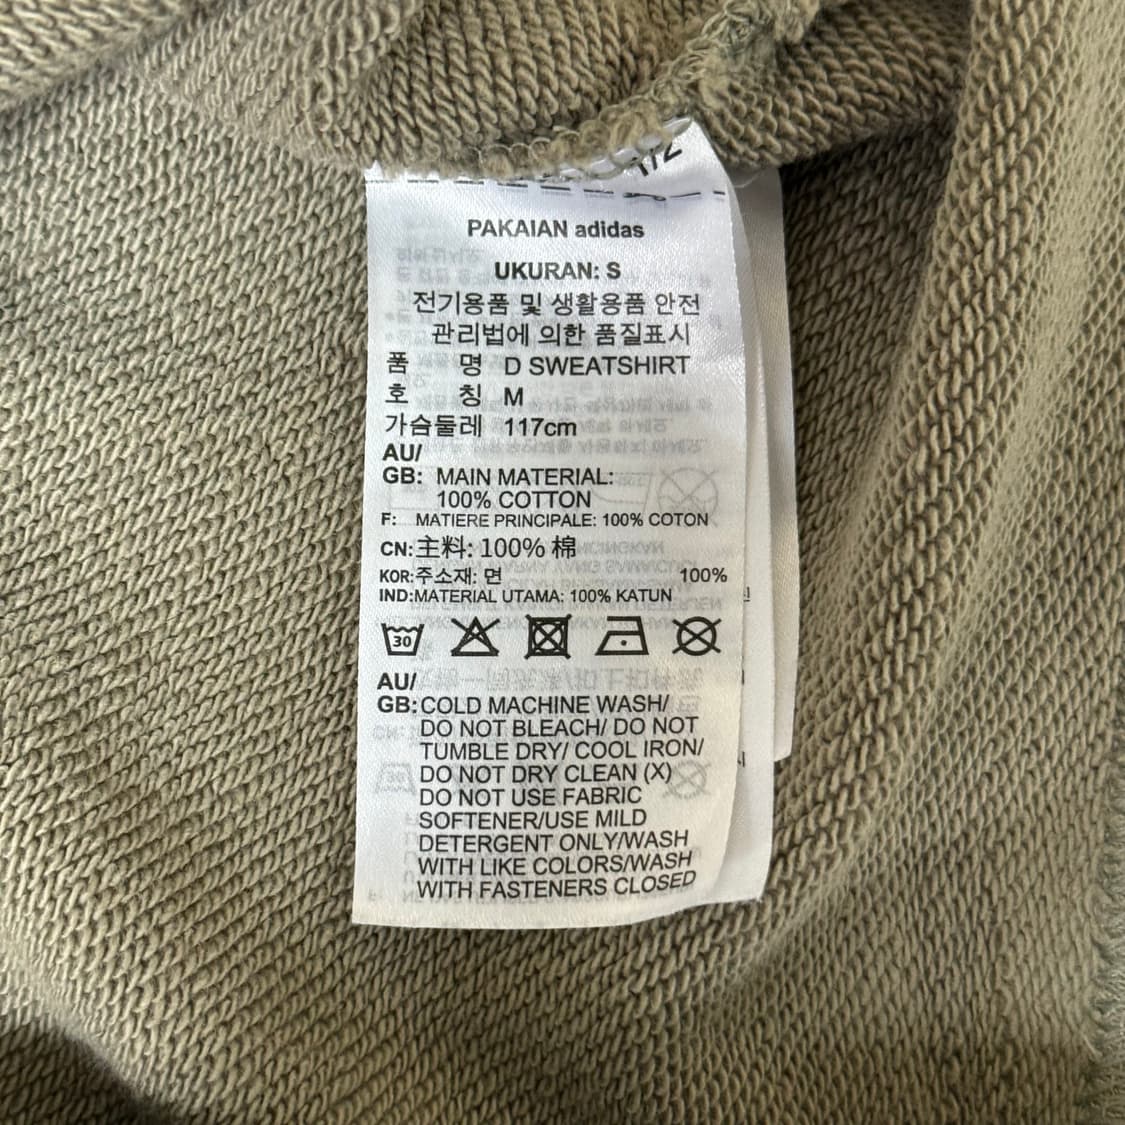 PAKAIAN adidas
UKURAN: S
전기용품 및 생활용품 안전
관리법에 의한 품질표시
품 명 D SWEATSHIRT
호 칭 M
가슴둘레 117cm
AU/
GB: MAIN MATERIAL:
100% COTTON
F: MATIERE PRINCIPALE: 100% COTON
CN:主料: 100% 棉
KOR:주소재: 면 100%
IND:MATERIAL UTAMA: 100% KATUN
30
AU/
GB:COLD MACHINE WASH/
DO NOT BLEACH/ DO NOT
TUMBLE DRY/ COOL IRON/
DO NOT DRY CLEAN (X)
DO NOT USE FABRIC
SOFTENER/USE MILD
DETERGENT ONLY/WASH
WITH LIKE COLORS/WASH
WITH FASTENERS CLOSED